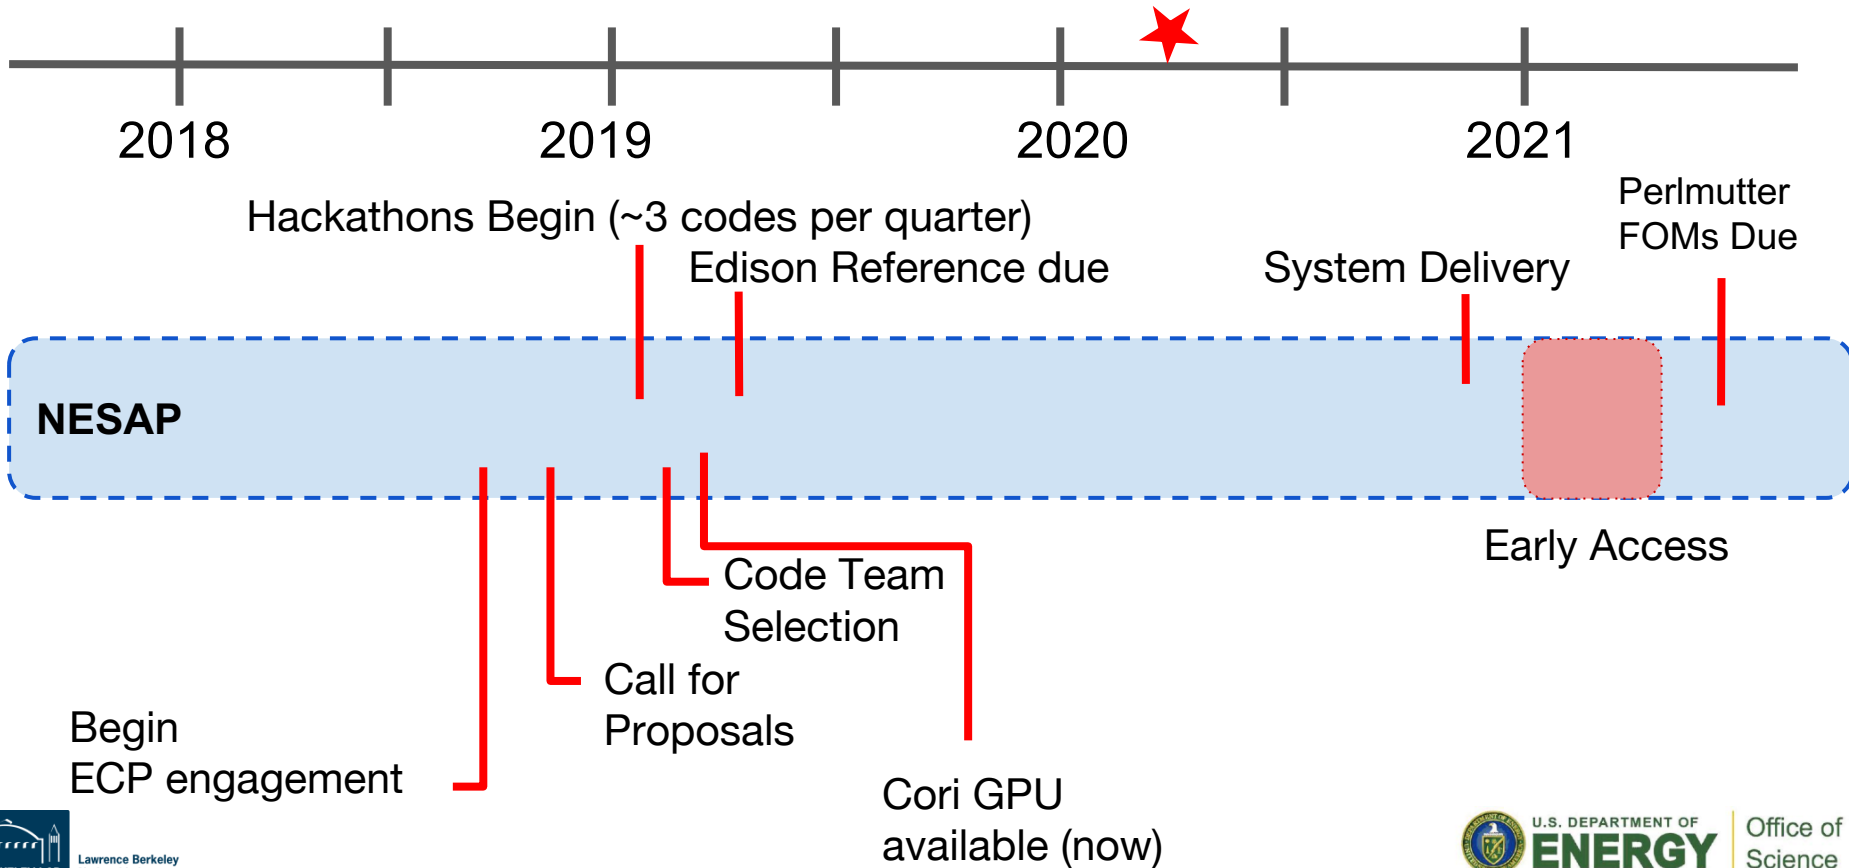 2018
2019
2020
2021
Hackathons Begin (~3 codes per quarter)
Edison Reference due
System Delivery
Perlmutter
FOMs Due
NESAP
Early Access
Code Team
Selection
Call for
Proposals
Begin
ECP engagement
Cori GPU
available (now)
Lawrence Berkeley
U.S. DEPARTMENT OF
ENERGY
Office of
Science